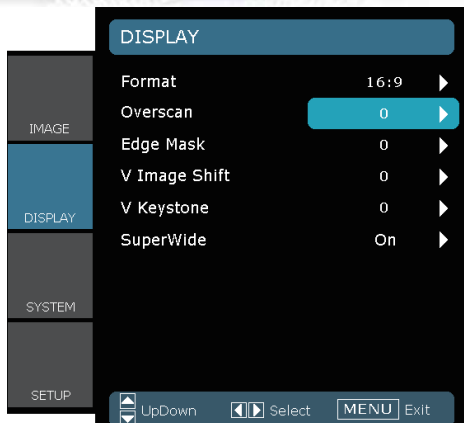 DISPLAY
IMAGE
DISPLAY
SYSTEM
SETUP
Format 16:9
Overscan 0
Edge Mask 0
V Image Shift 0
V Keystone 0
SuperWide On
UpDown Select MENU Exit